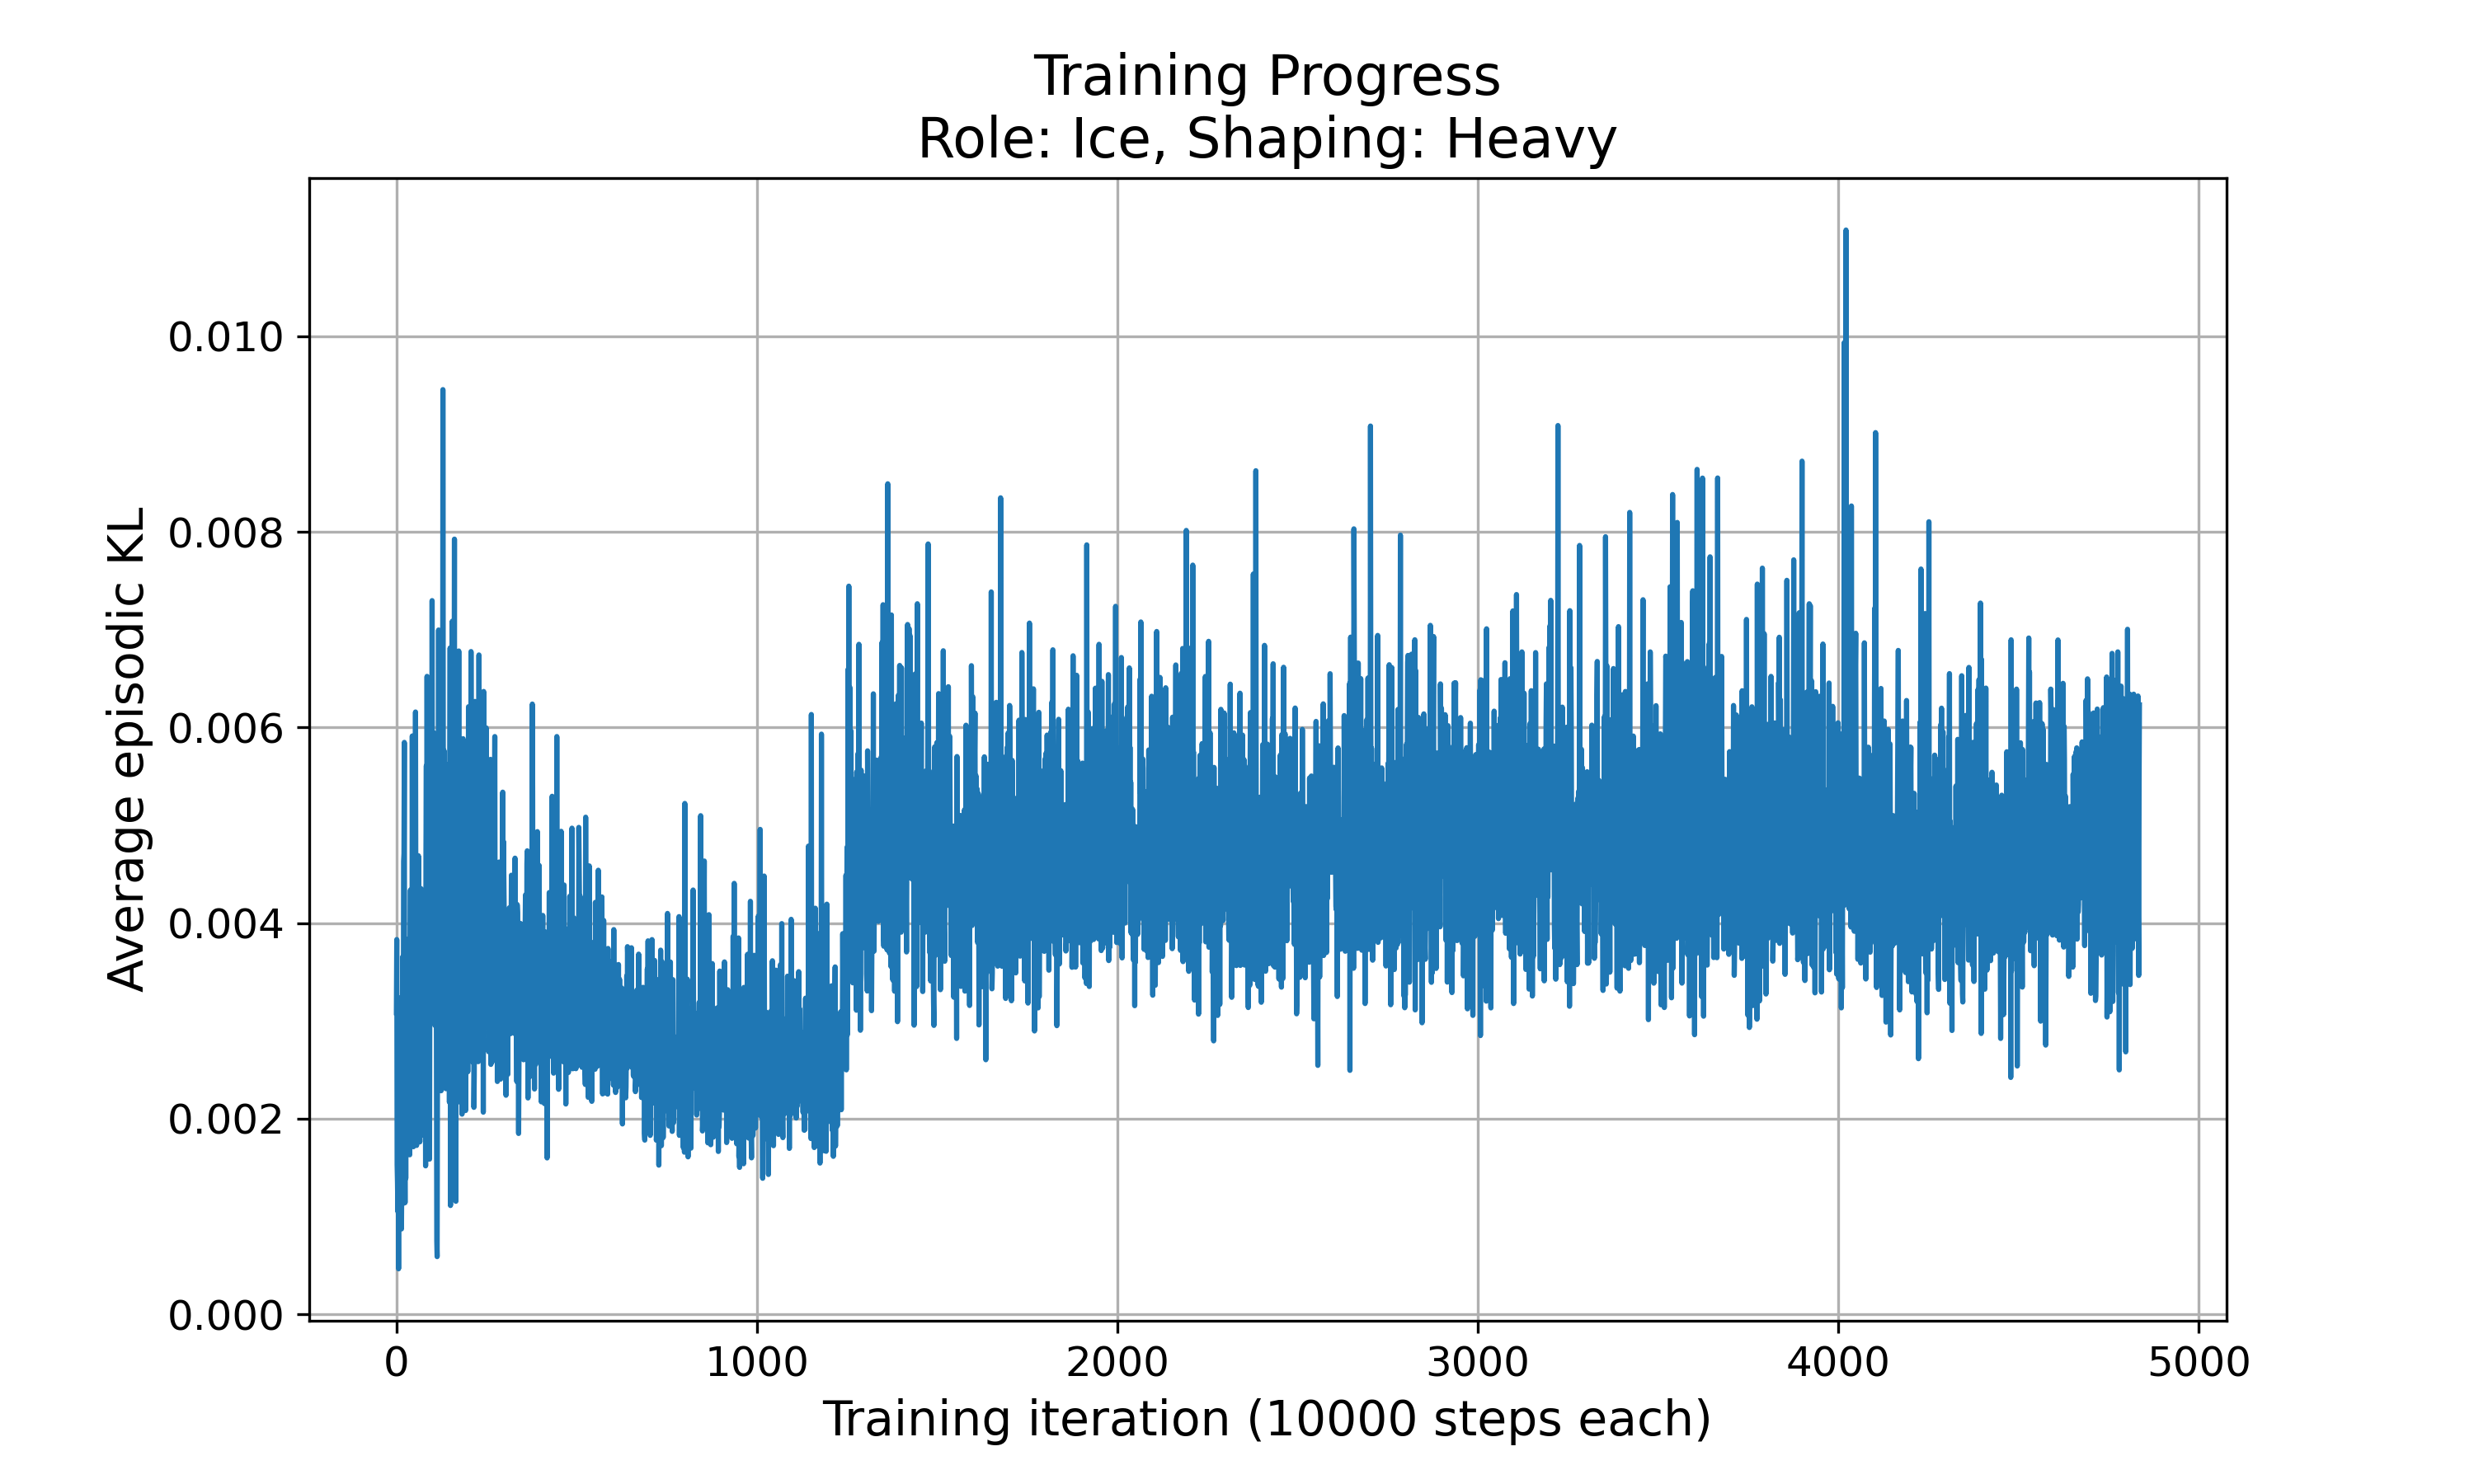 Training Progress
Role: Ice, Shaping: Heavy
Average episodic KL
0.010
0.008
0.006
0.004
0.002
0.000
0 1000 2000 3000 4000 5000
Training iteration (10000 steps each)